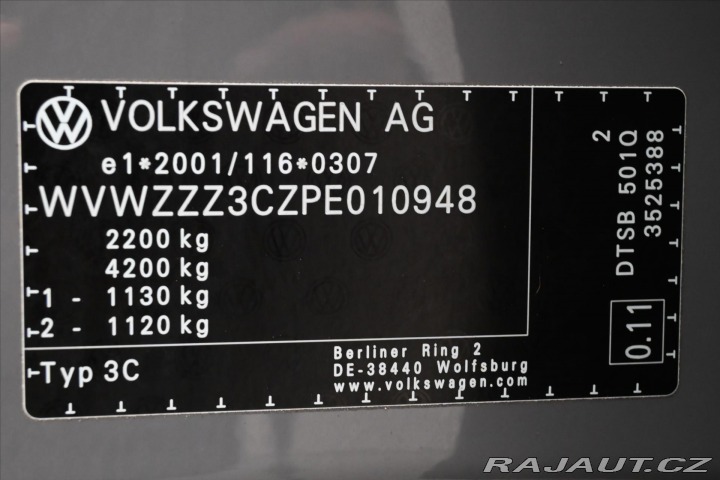 VOLKSWAGEN AG
e1*2001/116*0307
WVWZZZ3CZPE010948
2200 kg
4200 kg
1 - 1130 kg
2 - 1120 kg
Typ 3C
Berliner Ring 2
DE-38440 Wolfsburg
www.volkswagen.com
2
DTSB 501Q
3525388
0.11
RAJAUT.CZ